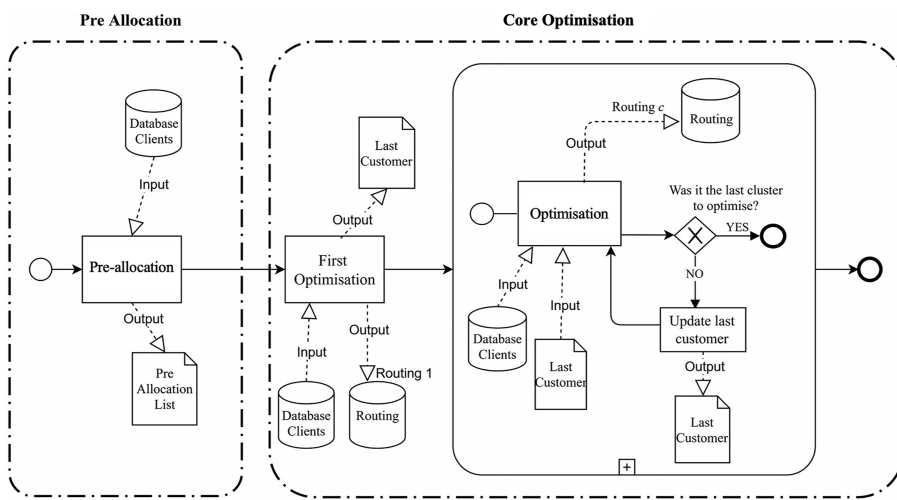 Pre Allocation
Core Optimisation
Database
Clients
Input
Pre-allocation
Output
Pre
Allocation
List
Last
Customer
Output
First
Optimisation
Input
Output
Routing 1
Database
Clients
Routing
Routing c
Routing
Output
Optimisation
Was it the last cluster
to optimise?
YES
NO
Input
Input
Database
Clients
Last
Customer
Update last
customer
Output
Last
Customer
+